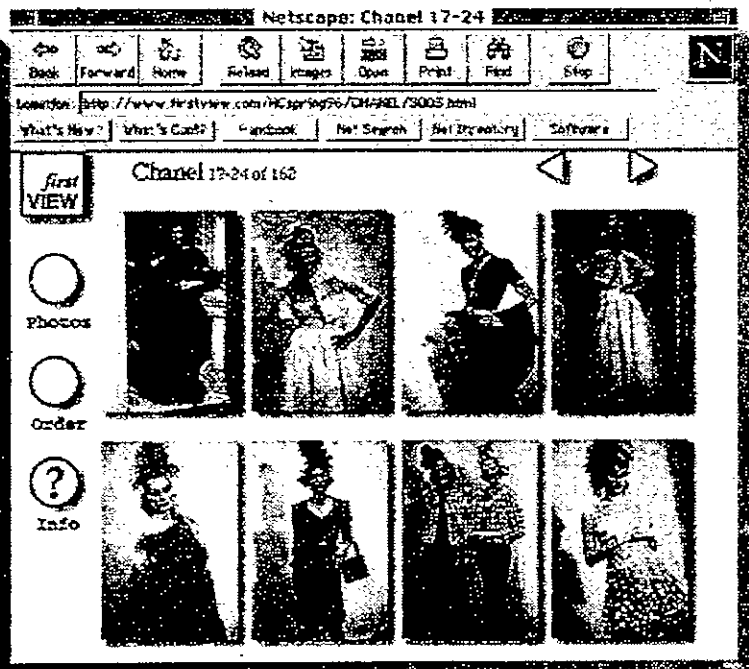 Netscape: Chanel 17-24
Back Forward Home Reload Images Open Print Find Stop
N
Location: http://www.firstview.com/HCspring96/CHANEL/S003.html
What's New? What's Cool? Handbook Net Search Net Directory Software
first
VIEW
Chanel 17-24 of 162
Photos
Order
?
Info